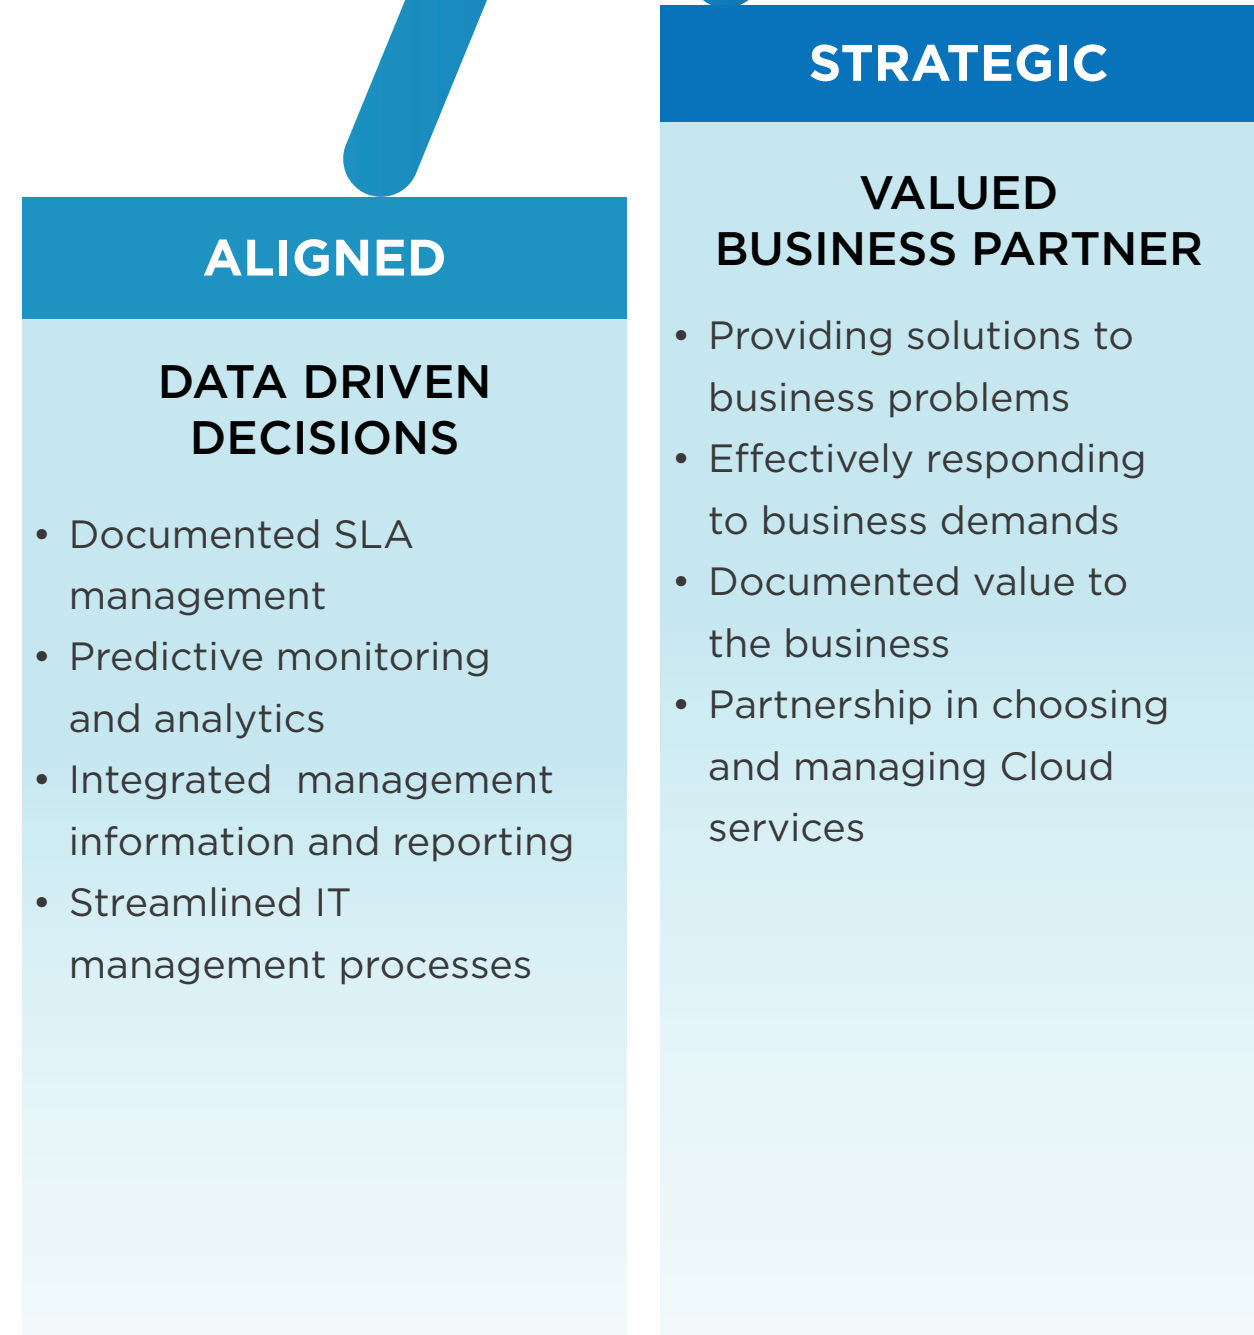 ALIGNED
DATA DRIVEN
DECISIONS
• Documented SLA
management
• Predictive monitoring
and analytics
• Integrated  management
information and reporting
• Streamlined IT
management processes
STRATEGIC
VALUED
BUSINESS PARTNER
• Providing solutions to
business problems
• Effectively responding
to business demands
• Documented value to
the business
• Partnership in choosing
and managing Cloud
services